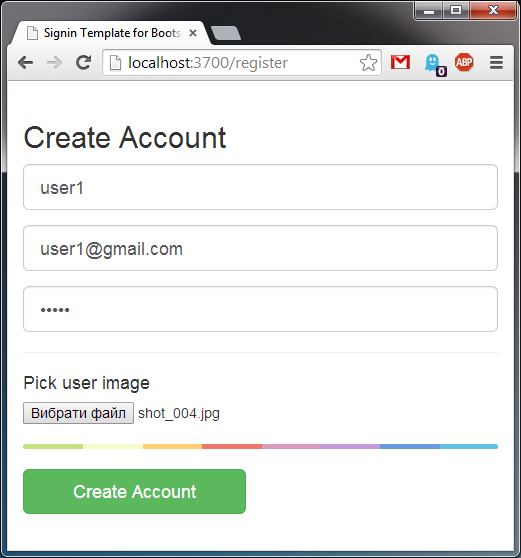 Signin Template for Boots
localhost:3700/register
ABP
0
Create Account
user1
user1@gmail.com
•••••
Pick user image
Вибрати файл shot_004.jpg
Create Account